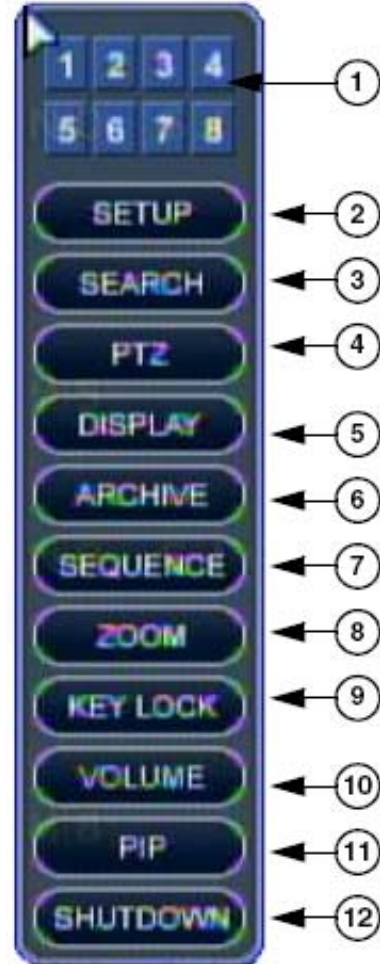 1 2 3 4 1
5 6 7 8
SETUP 2
SEARCH 3
PTZ 4
DISPLAY 5
ARCHIVE 6
SEQUENCE 7
ZOOM 8
KEY LOCK 9
VOLUME 10
PIP 11
SHUTDOWN 12